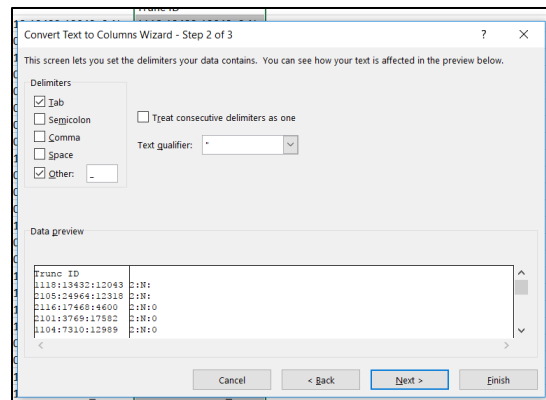 Trunc ID
Convert Text to Columns Wizard - Step 2 of 3 ? ×
This screen lets you set the delimiters your data contains. You can see how your text is affected in the preview below.
Delimiters
Tab
Semicolon
Comma
Space
Other: _
Treat consecutive delimiters as one
Text qualifier: "
Data preview
Trunc ID
1118:13432:12043 2:N:
2105:24964:12318 2:N:
2116:17468:4600 2:N:0
2101:3769:17582 2:N:0
1104:7310:12989 2:N:0
Cancel
< Back
Next >
Finish